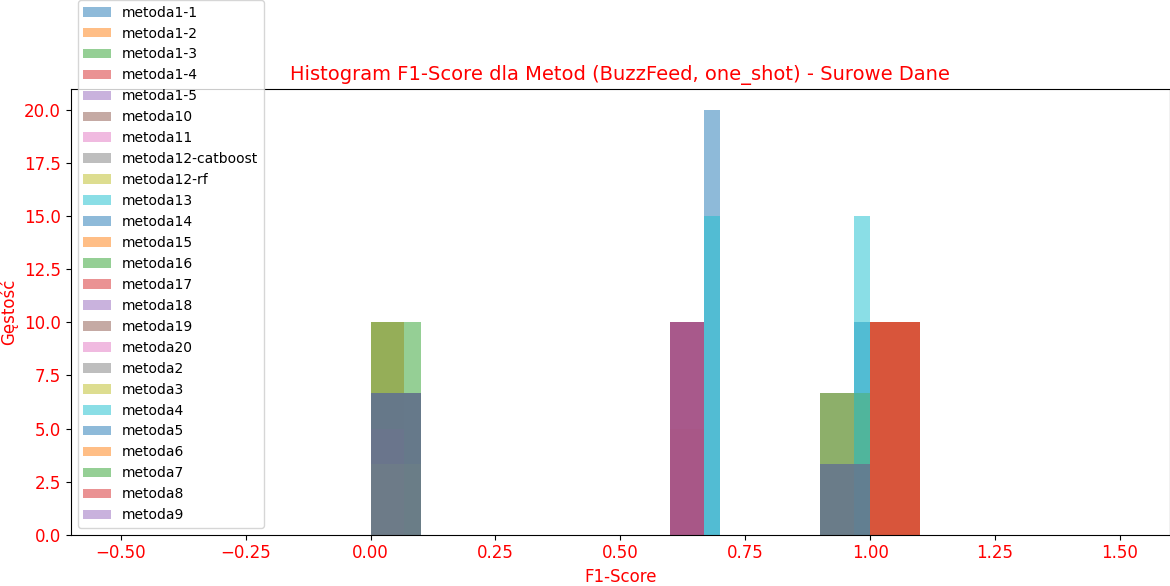 metoda1-1
metoda1-2
metoda1-3
metoda1-4
metoda1-5
metoda10
metoda11
metoda12-catboost
metoda12-rf
metoda13
metoda14
metoda15
metoda16
metoda17
metoda18
metoda19
metoda20
metoda2
metoda3
metoda4
metoda5
metoda6
metoda7
metoda8
metoda9
Histogram F1-Score dla Metod (BuzzFeed, one_shot) - Surowe Dane
Gęstość
20.0
17.5
15.0
12.5
10.0
7.5
5.0
2.5
0.0
−0.50 −0.25 0.00 0.25 0.50 0.75 1.00 1.25 1.50
F1-Score